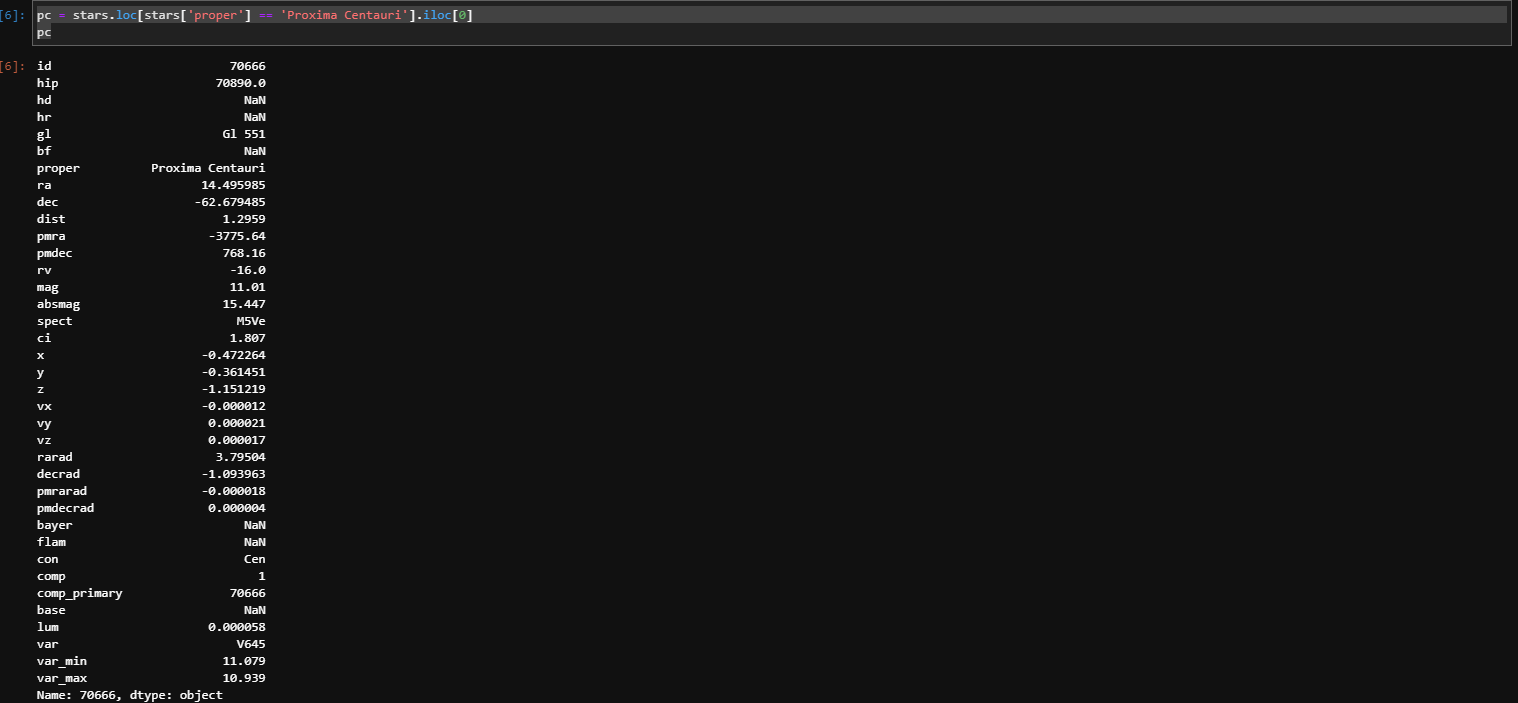 [6]: pc = stars.loc[stars['proper'] == 'Proxima Centauri'].iloc[0]
pc
[6]: id 70666
hip 70890.0
hd NaN
hr NaN
gl Gl 551
bf NaN
proper Proxima Centauri
ra 14.495985
dec -62.679485
dist 1.2959
pmra -3775.64
pmdec 768.16
rv -16.0
mag 11.01
absmag 15.447
spect M5Ve
ci 1.807
x -0.472264
y -0.361451
z -1.151219
vx -0.000012
vy 0.000021
vz 0.000017
rarad 3.79504
decrad -1.093963
pmrarad -0.000018
pmdecrad 0.000004
bayer NaN
flam NaN
con Cen
comp 1
comp_primary 70666
base NaN
lum 0.000058
var V645
var_min 11.079
var_max 10.939
Name: 70666, dtype: object